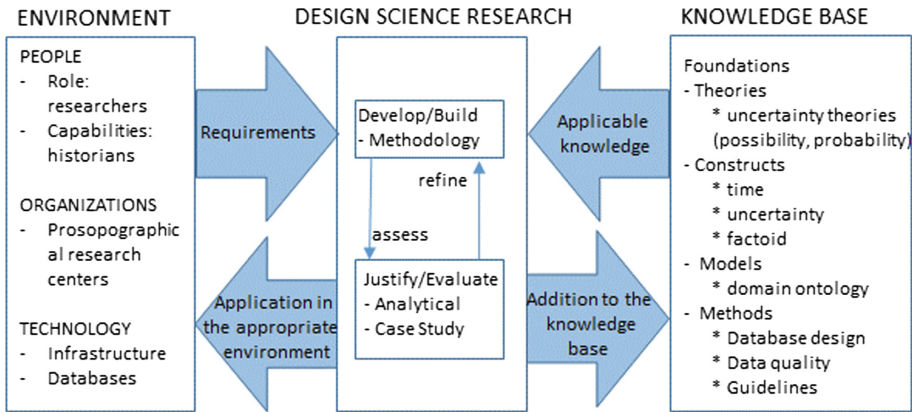 ENVIRONMENT
PEOPLE
- Role:
researchers
- Capabilities:
historians
ORGANIZATIONS
- Prosopographic
al research
centers
TECHNOLOGY
- Infrastructure
- Databases
Requirements
Application in
the appropriate
environment
DESIGN SCIENCE RESEARCH
Develop/Build
- Methodology
refine
assess
Justify/Evaluate
- Analytical
- Case Study
Applicable
knowledge
Addition to the
knowledge
base
KNOWLEDGE BASE
Foundations
- Theories
* uncertainty theories
(possibility, probability)
- Constructs
* time
* uncertainty
* factoid
- Models
* domain ontology
- Methods
* Database design
* Data quality
* Guidelines